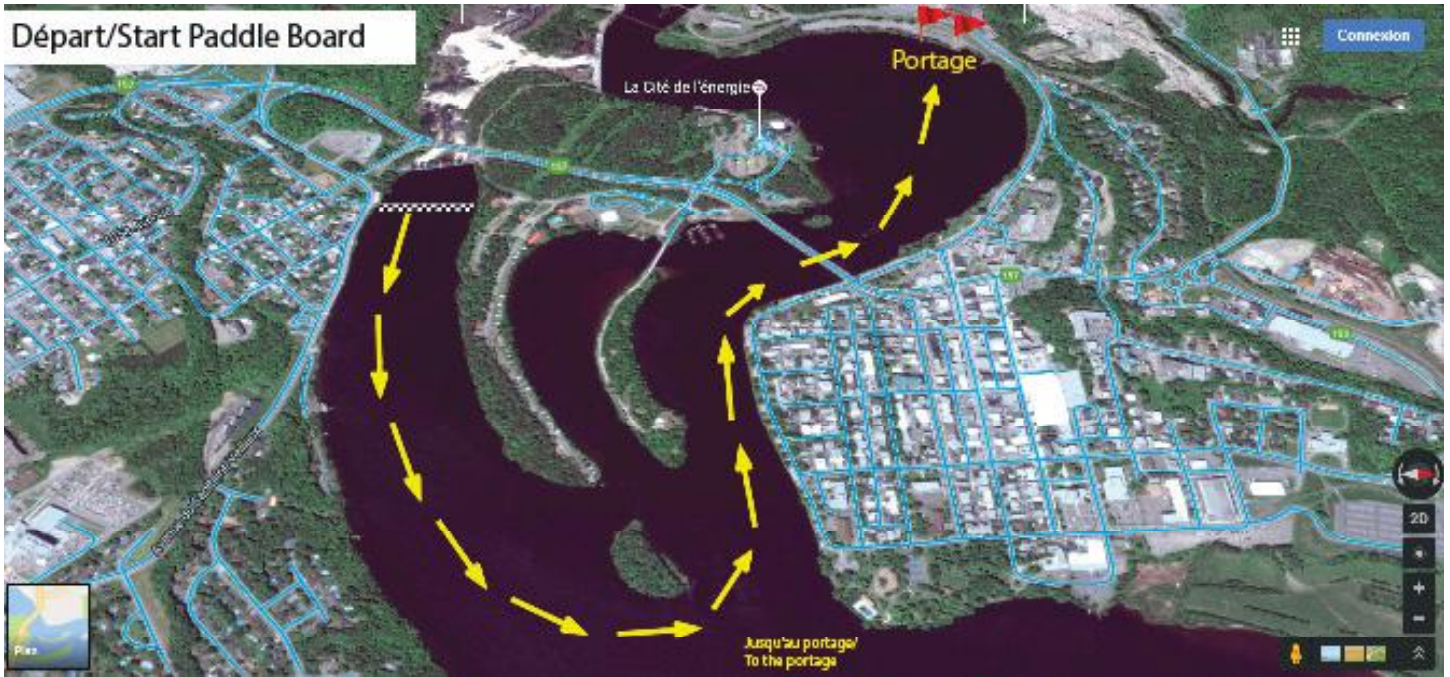 Départ/Start Paddle Board
Connexion
Portage
La Cité de l'énergie
157
157
157
153
2D
Plan
Jusqu'au portage/
To the portage